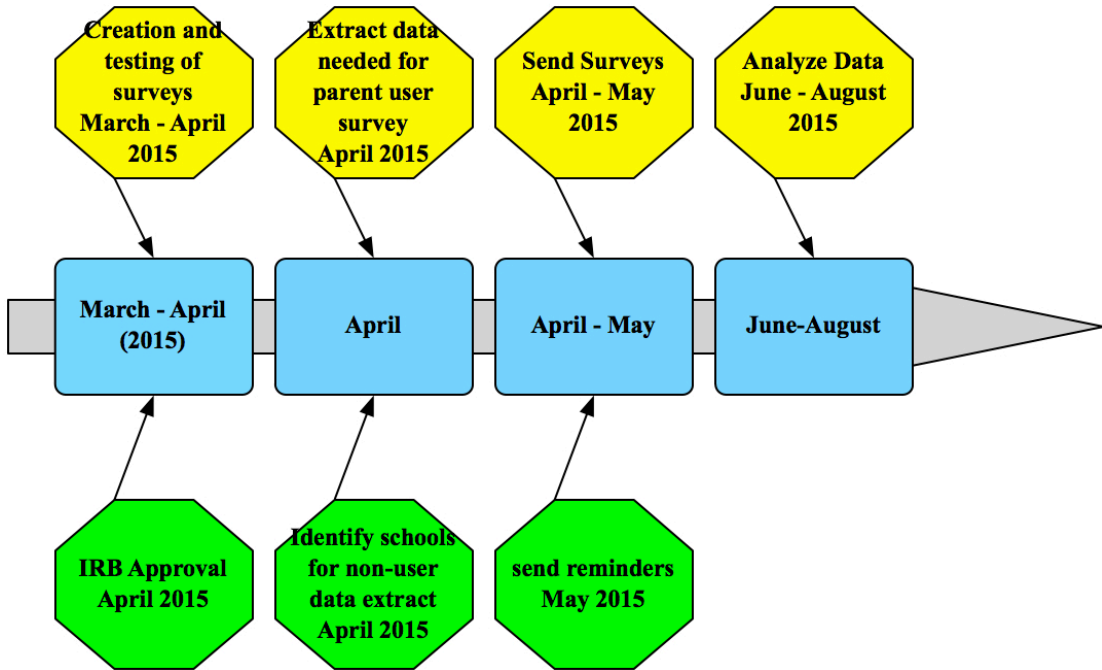 Creation and
testing of
surveys
March - April
2015
Extract data
needed for
parent user
survey
April 2015
Send Surveys
April - May
2015
Analyze Data
June - August
2015
March - April
(2015)
April
April - May
June-August
IRB Approval
April 2015
Identify schools
for non-user
data extract
April 2015
send reminders
May 2015